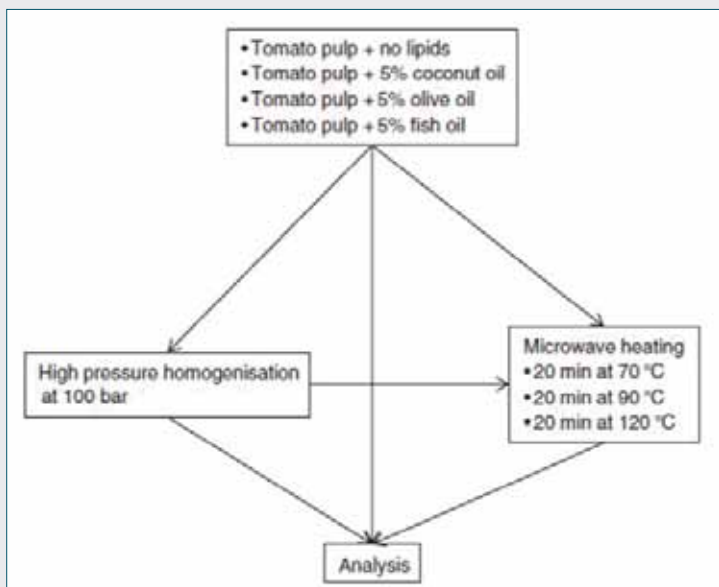 •Tomato pulp + no lipids
•Tomato pulp + 5% coconut oil
•Tomato pulp + 5% olive oil
•Tomato pulp + 5% fish oil
High pressure homogenisation
at 100 bar
Microwave heating
•20 min at 70 °C
•20 min at 90 °C
•20 min at 120 °C
Analysis